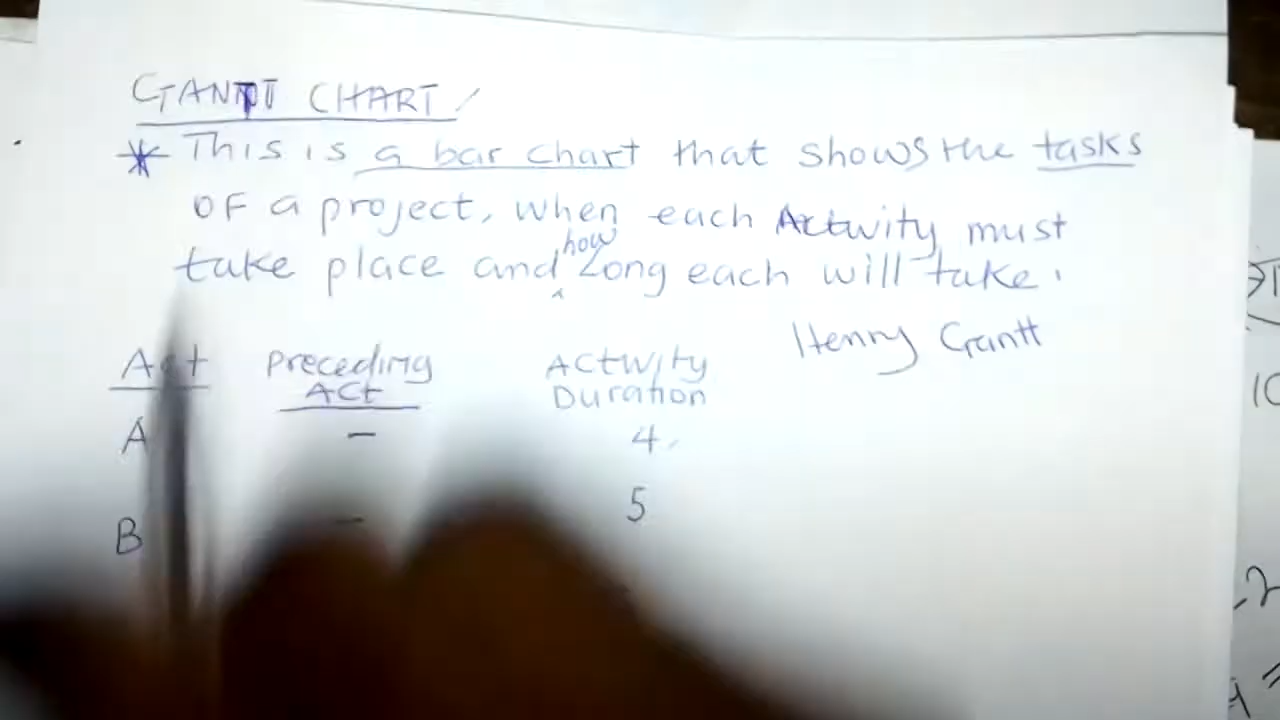 GANTT CHART
* This is a bar chart that shows the tasks
OF a project, when each Activity must
take place and how Long each will take.
Henry Gantt
Act Preceding Act Activity Duration
A - 4
B - 5